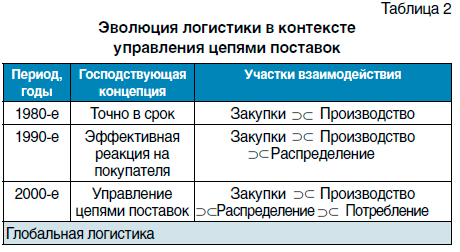 Таблица 2
Эволюция логистики в контексте
управления цепями поставок
Период, годы
Господствующая концепция
Участки взаимодействия
1980-е
Точно в срок
Закупки ⊃⊂ Производство
1990-е
Эффективная
реакция на
покупателя
Закупки ⊃⊂ Производство
⊃⊂Распределение
2000-е
Управление
цепями поставок
Закупки ⊃⊂ Производство
⊃⊂Распределение⊃⊂ Потребление
Глобальная логистика